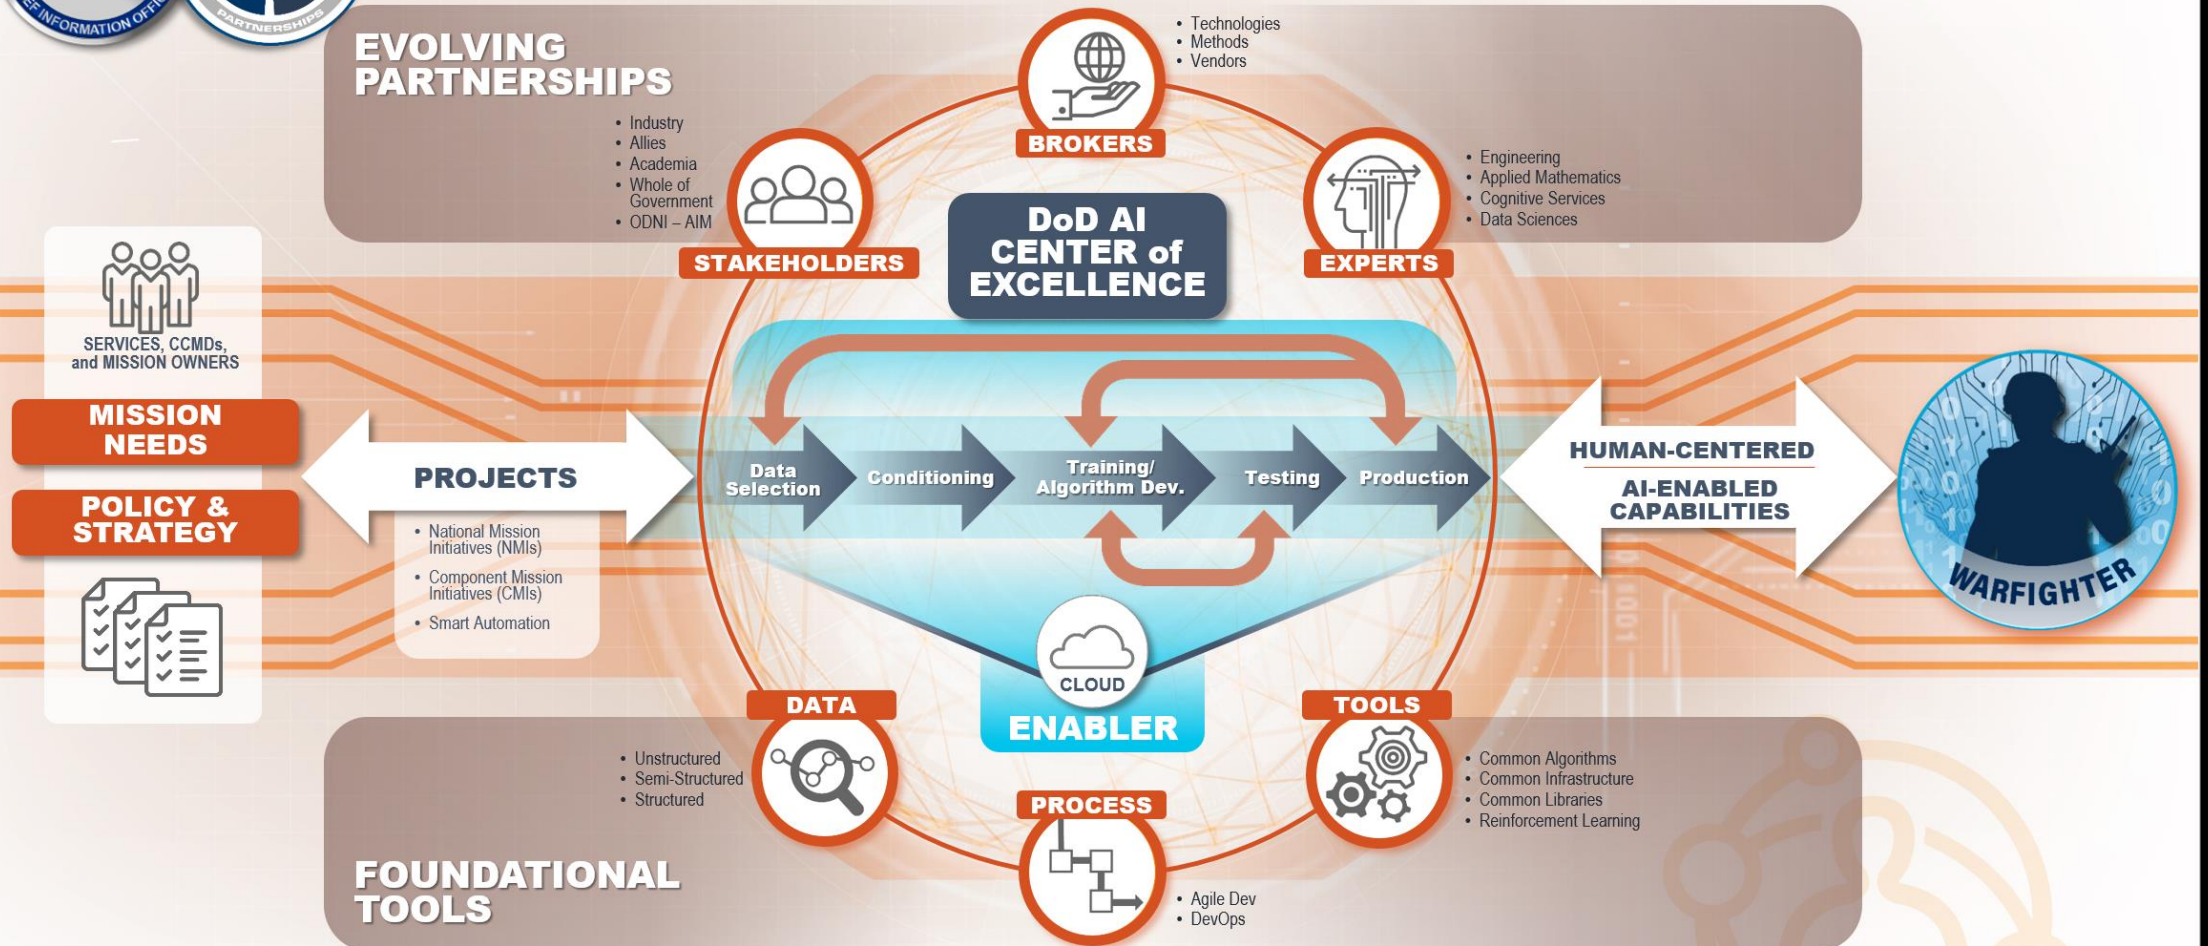 EF INFORMATION OFFI
PARTNERSHIPS
EVOLVING
PARTNERSHIPS
• Industry
• Allies
• Academia
• Whole of
Government
• ODNI – AIM
STAKEHOLDERS
• Technologies
• Methods
• Vendors
BROKERS
• Engineering
• Applied Mathematics
• Cognitive Services
• Data Sciences
EXPERTS
DoD AI
CENTER of
EXCELLENCE
SERVICES, CCMDs,
and MISSION OWNERS
MISSION
NEEDS
POLICY &
STRATEGY
PROJECTS
• National Mission
Initiatives (NMIs)
• Component Mission
Initiatives (CMIs)
• Smart Automation
Data
Selection
Conditioning
Training/
Algorithm Dev.
Testing
Production
HUMAN-CENTERED
AI-ENABLED
CAPABILITIES
WARFIGHTER
CLOUD
ENABLER
DATA
• Unstructured
• Semi-Structured
• Structured
PROCESS
• Agile Dev
• DevOps
TOOLS
• Common Algorithms
• Common Infrastructure
• Common Libraries
• Reinforcement Learning
FOUNDATIONAL
TOOLS